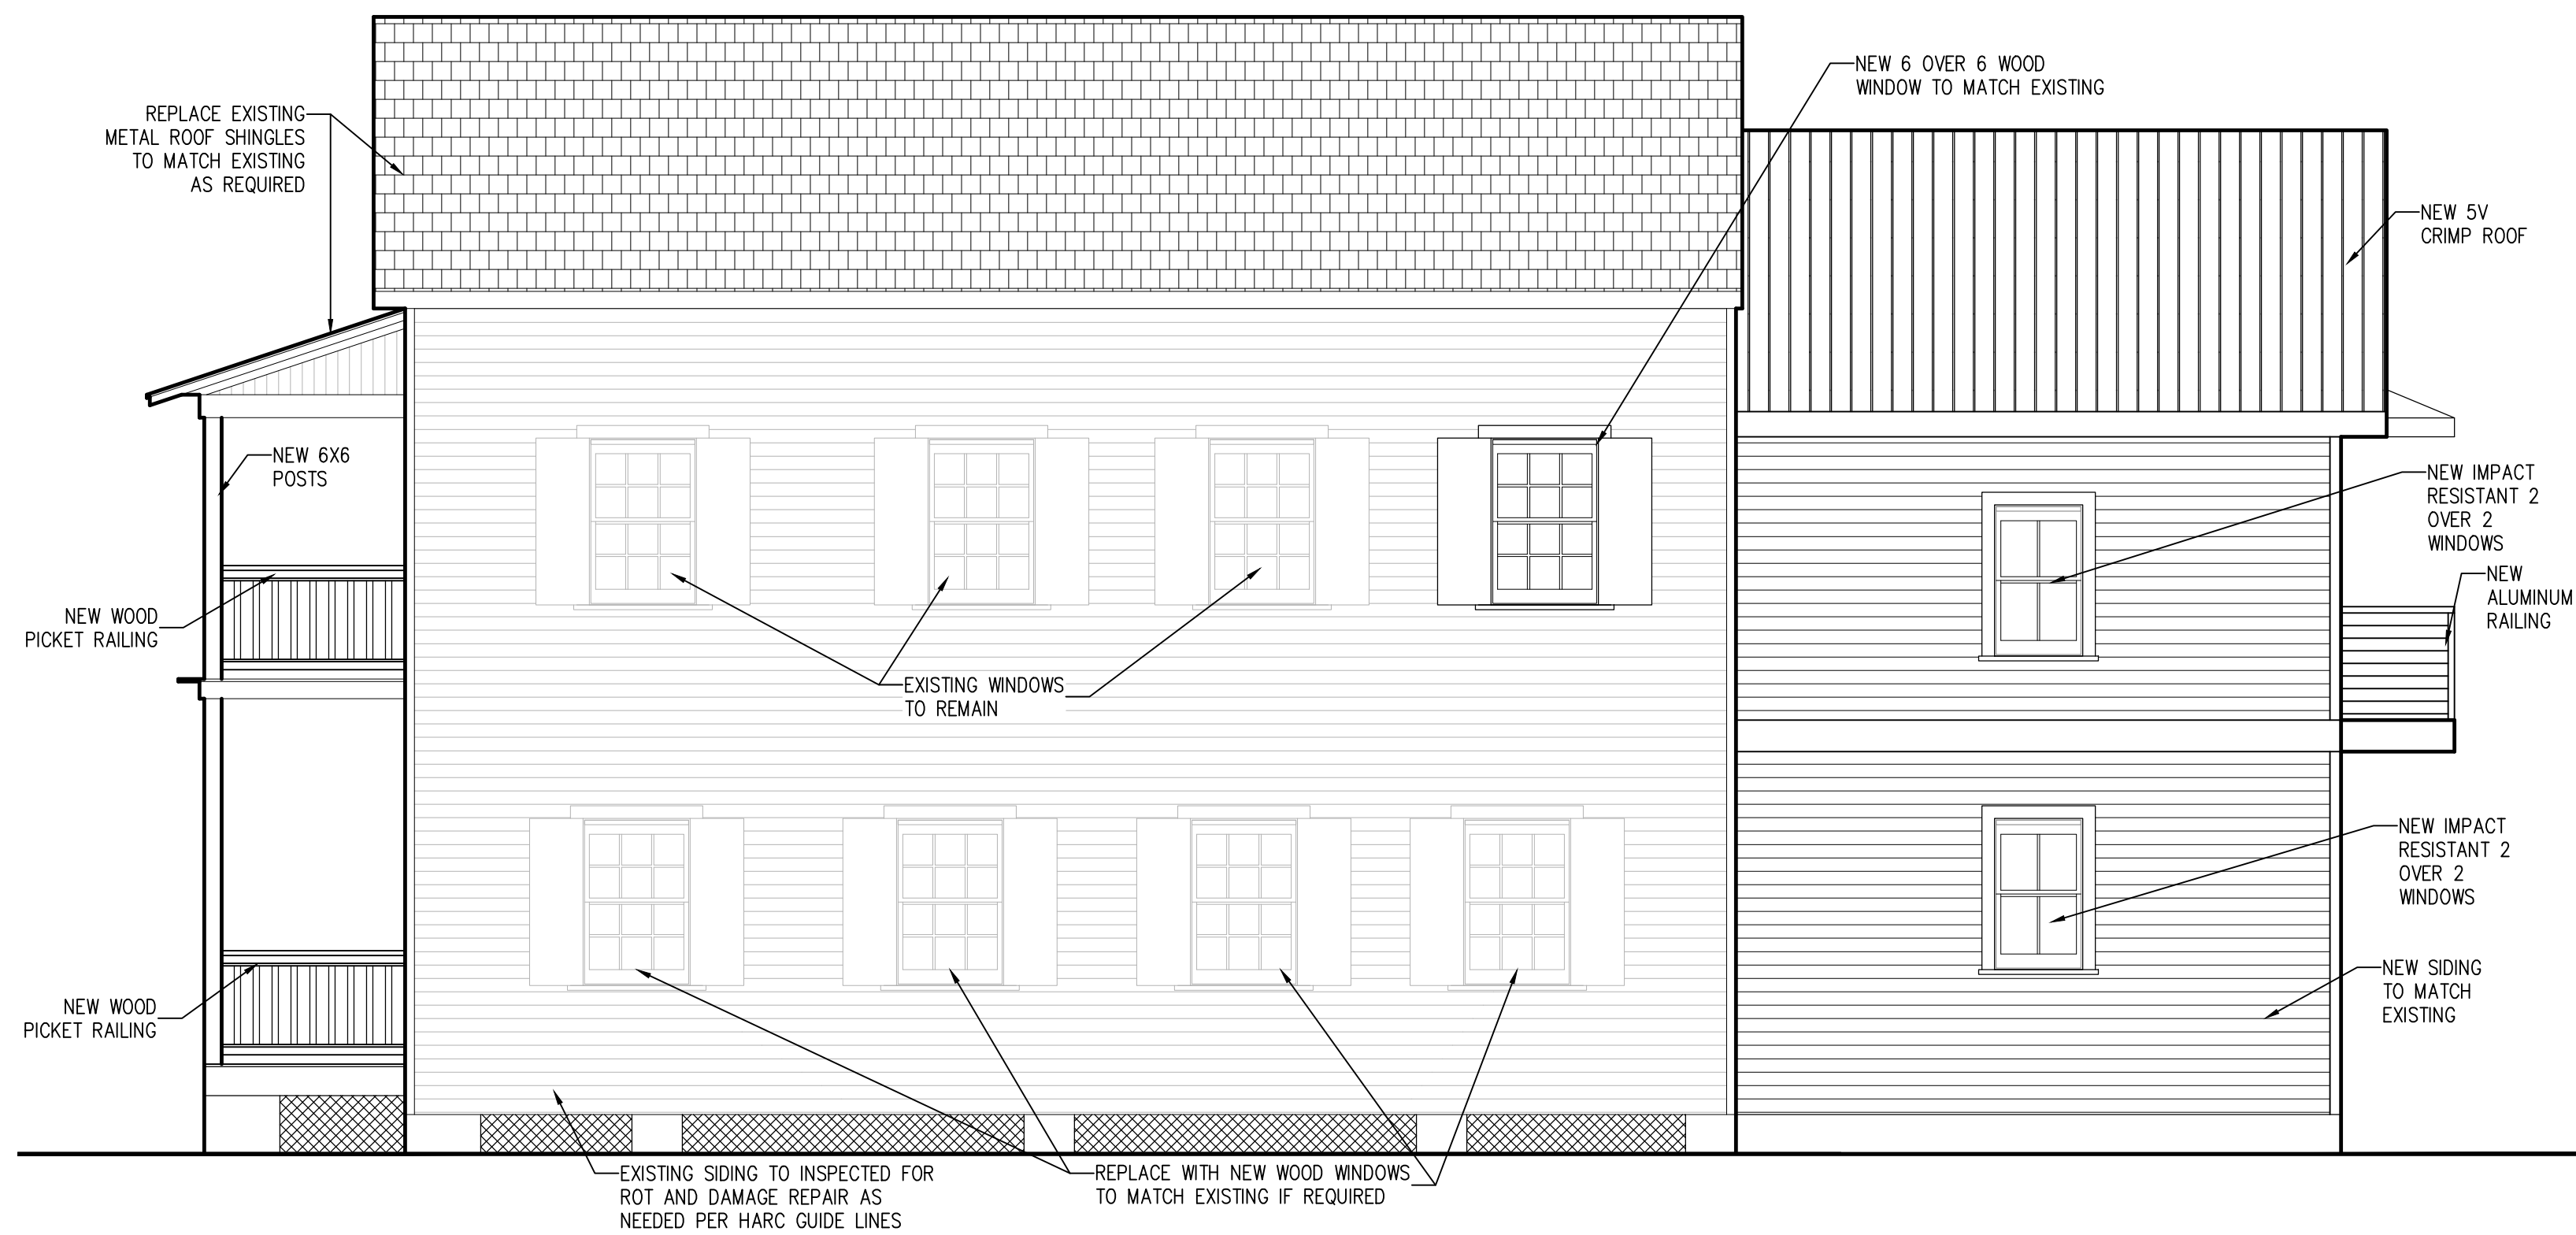 NEW 6 OVER 6 WOOD
WINDOW TO MATCH EXISTING
REPLACE EXISTING
METAL ROOF SHINGLES
TO MATCH EXISTING
AS REQUIRED
NEW 5V
CRIMP ROOF
NEW 6X6
POSTS
NEW IMPACT
RESISTANT 2
OVER 2
WINDOWS
NEW
ALUMINUM
RAILING
NEW WOOD
PICKET RAILING
EXISTING WINDOWS
TO REMAIN
NEW IMPACT
RESISTANT 2
OVER 2
WINDOWS
NEW SIDING
TO MATCH
EXISTING
NEW WOOD
PICKET RAILING
EXISTING SIDING TO INSPECTED FOR
ROT AND DAMAGE REPAIR AS
NEEDED PER HARC GUIDE LINES
REPLACE WITH NEW WOOD WINDOWS
TO MATCH EXISTING IF REQUIRED